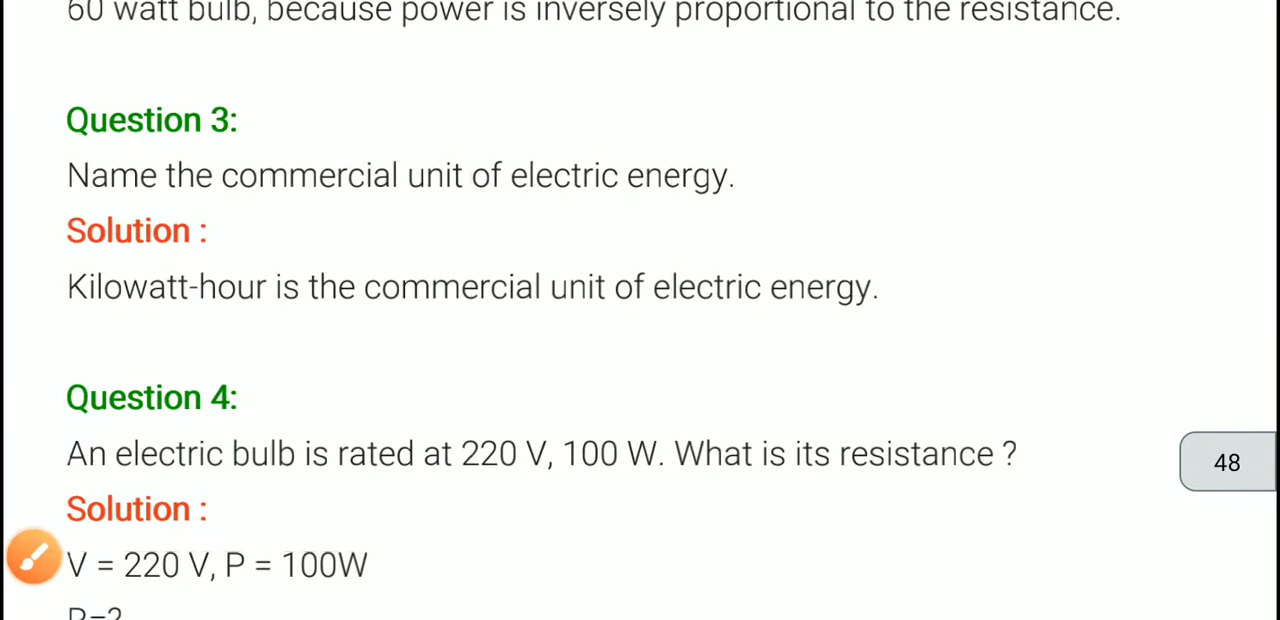 60 watt bulb, because power is inversely proportional to the resistance.
Question 3:
Name the commercial unit of electric energy.
Solution :
Kilowatt-hour is the commercial unit of electric energy.
Question 4:
An electric bulb is rated at 220 V, 100 W. What is its resistance ?
48
Solution :
V = 220 V, P = 100W
R=?